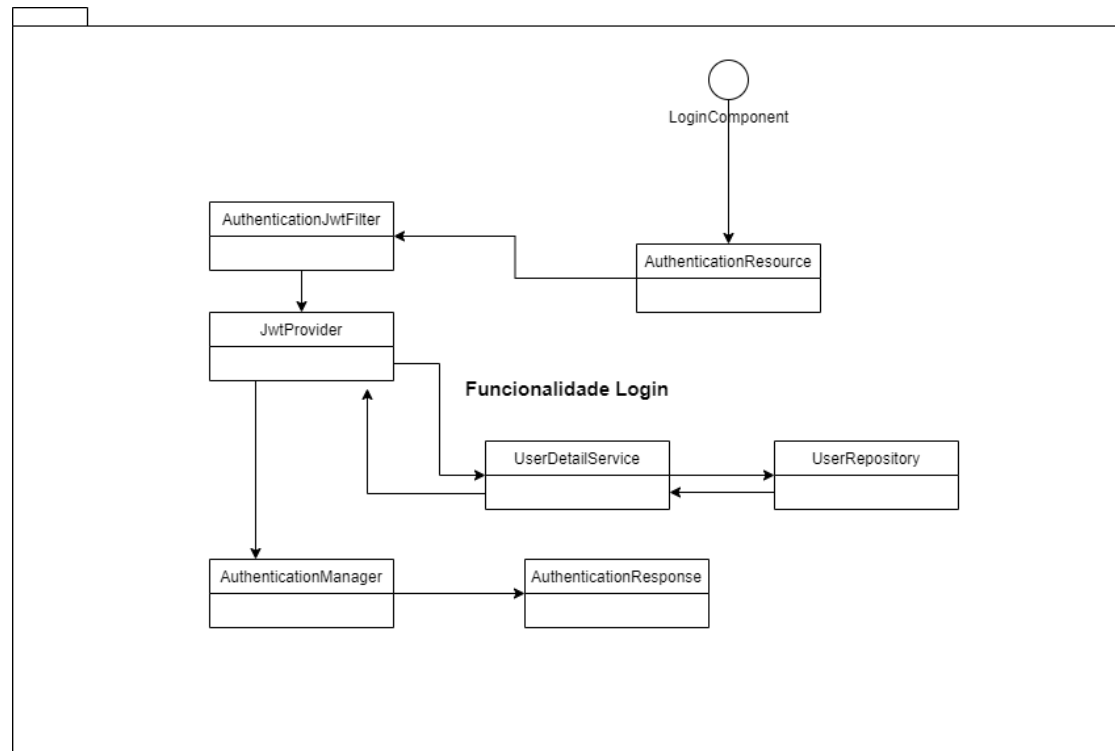 LoginComponent
AuthenticationJwtFilter
AuthenticationResource
JwtProvider
Funcionalidade Login
UserDetailService
UserRepository
AuthenticationManager
AuthenticationResponse